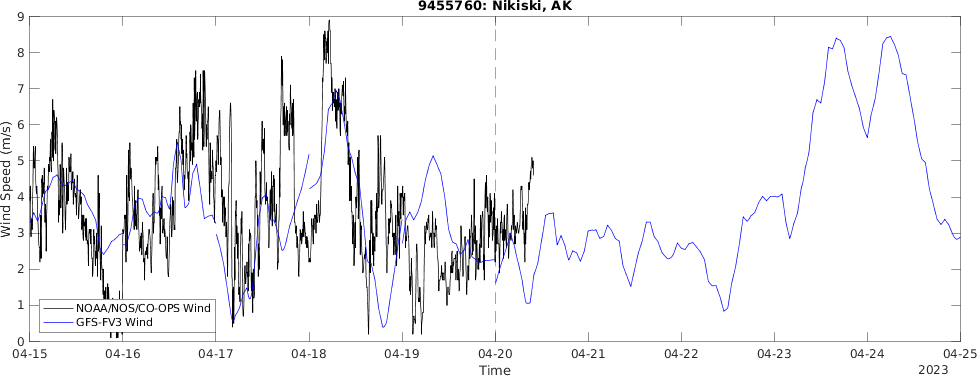 9455760: Nikiski, AK
Wind Speed (m/s)
9
8
7
6
5
4
3
2
1
0
NOAA/NOS/CO-OPS Wind
GFS-FV3 Wind
04-15 04-16 04-17 04-18 04-19 04-20 04-21 04-22 04-23 04-24 04-25
Time
2023